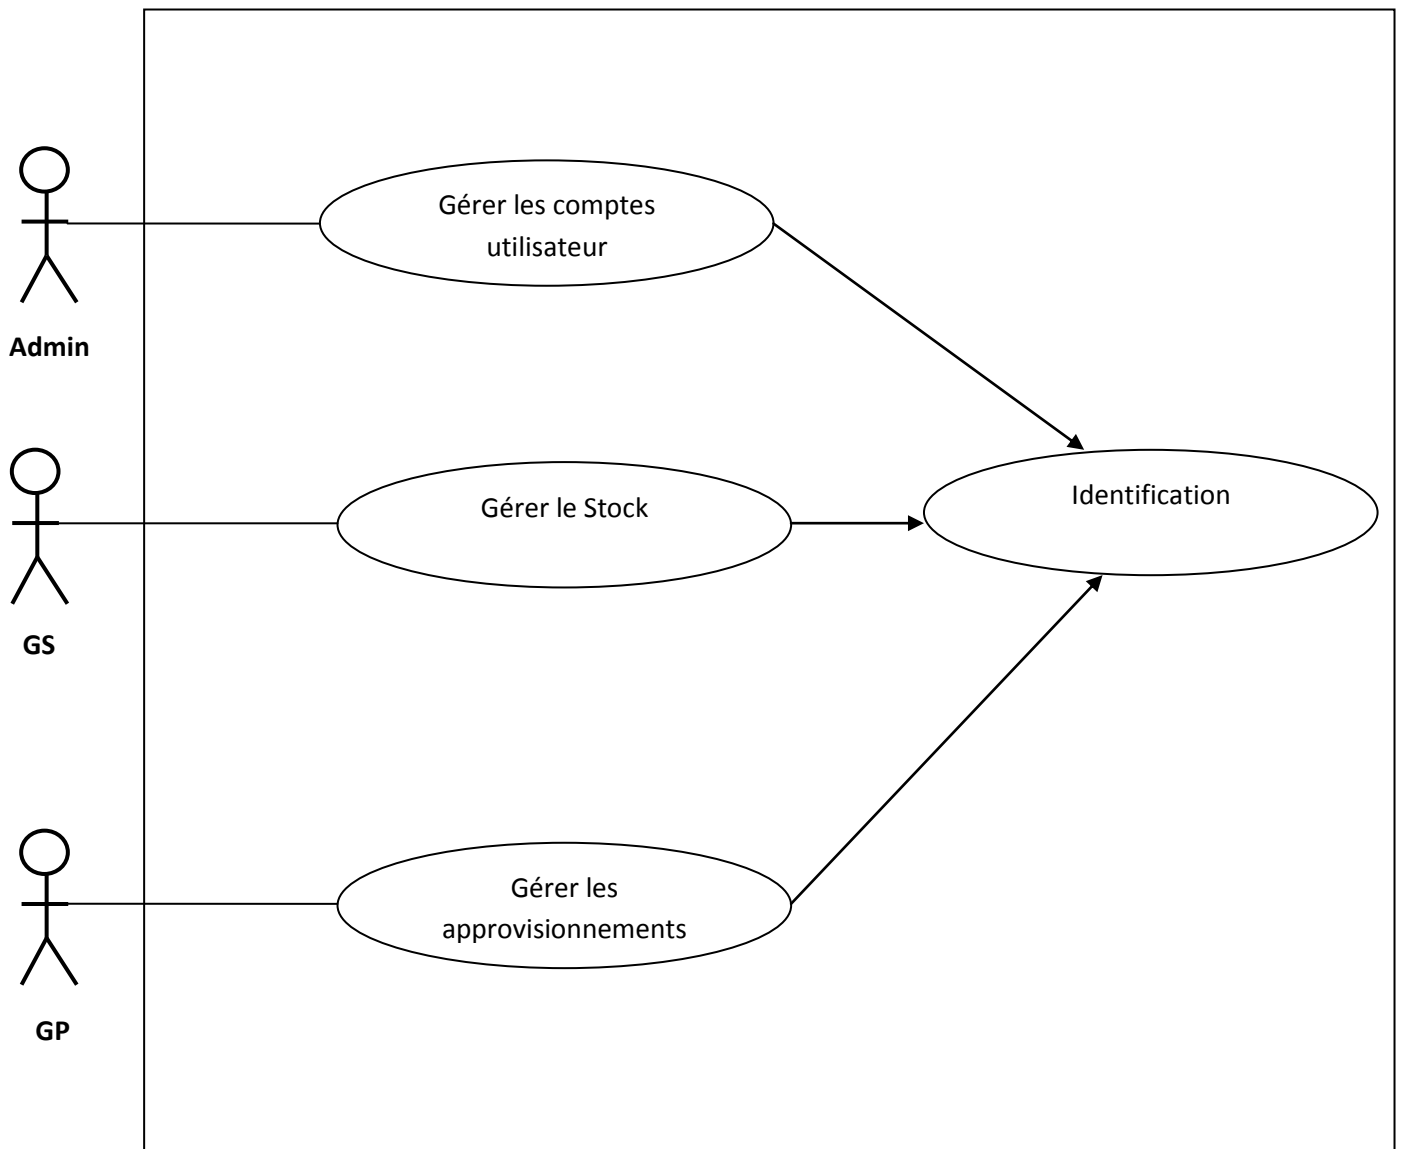 Gérer les comptes
utilisateur
Admin
Identification
Gérer le Stock
GS
Gérer les
approvisionnements
GP